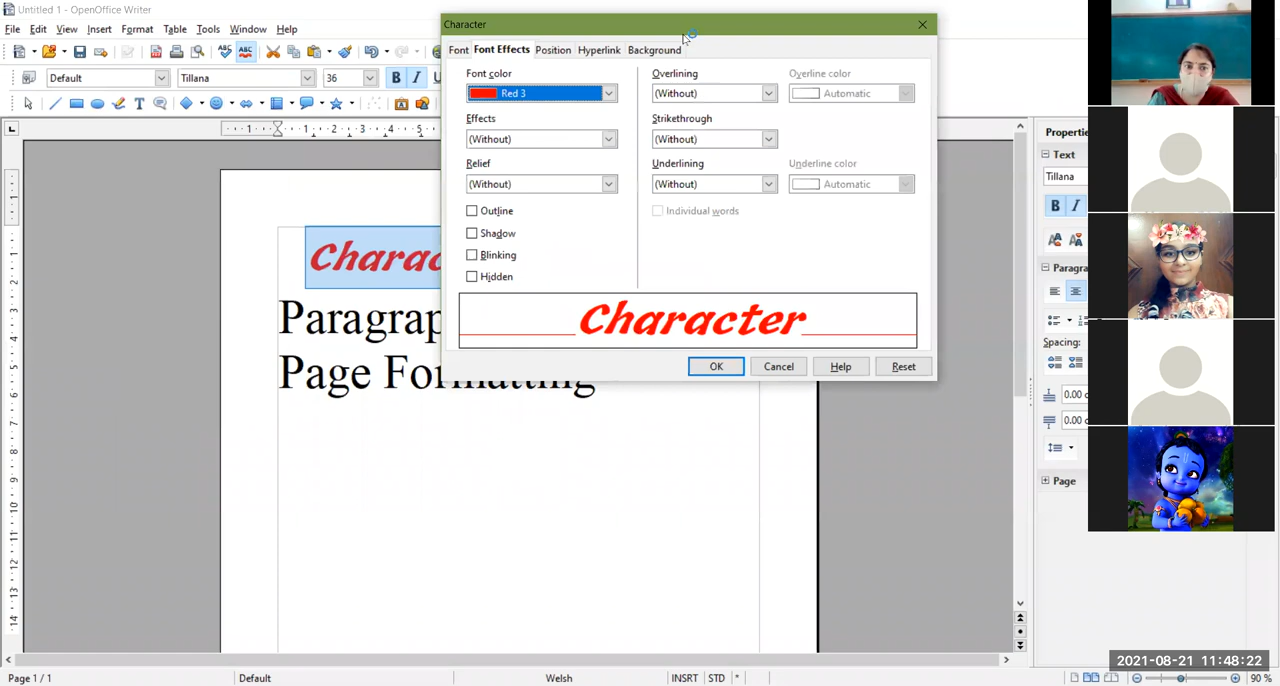 Untitled 1 - OpenOffice Writer
File Edit View Insert Format Table Tools Window Help
Default Tillana 36 B I U
Character
Font Font Effects Position Hyperlink Background
Font color
Red 3
Effects
(Without)
Relief
(Without)
Outline
Shadow
Blinking
Hidden
Overlining
(Without)
Overline color
Automatic
Strikethrough
(Without)
Underlining
(Without)
Underline color
Automatic
Individual words
Character
OK Cancel Help Reset
Charac
Paragrap
Page Formatting
Properties
Text
Tillana
B I
Paragra
Spacing:
0.00 c
0.00 c
Page
2021-08-21 11:48:22
Page 1 / 1 Default Welsh INSRT STD * 90 %